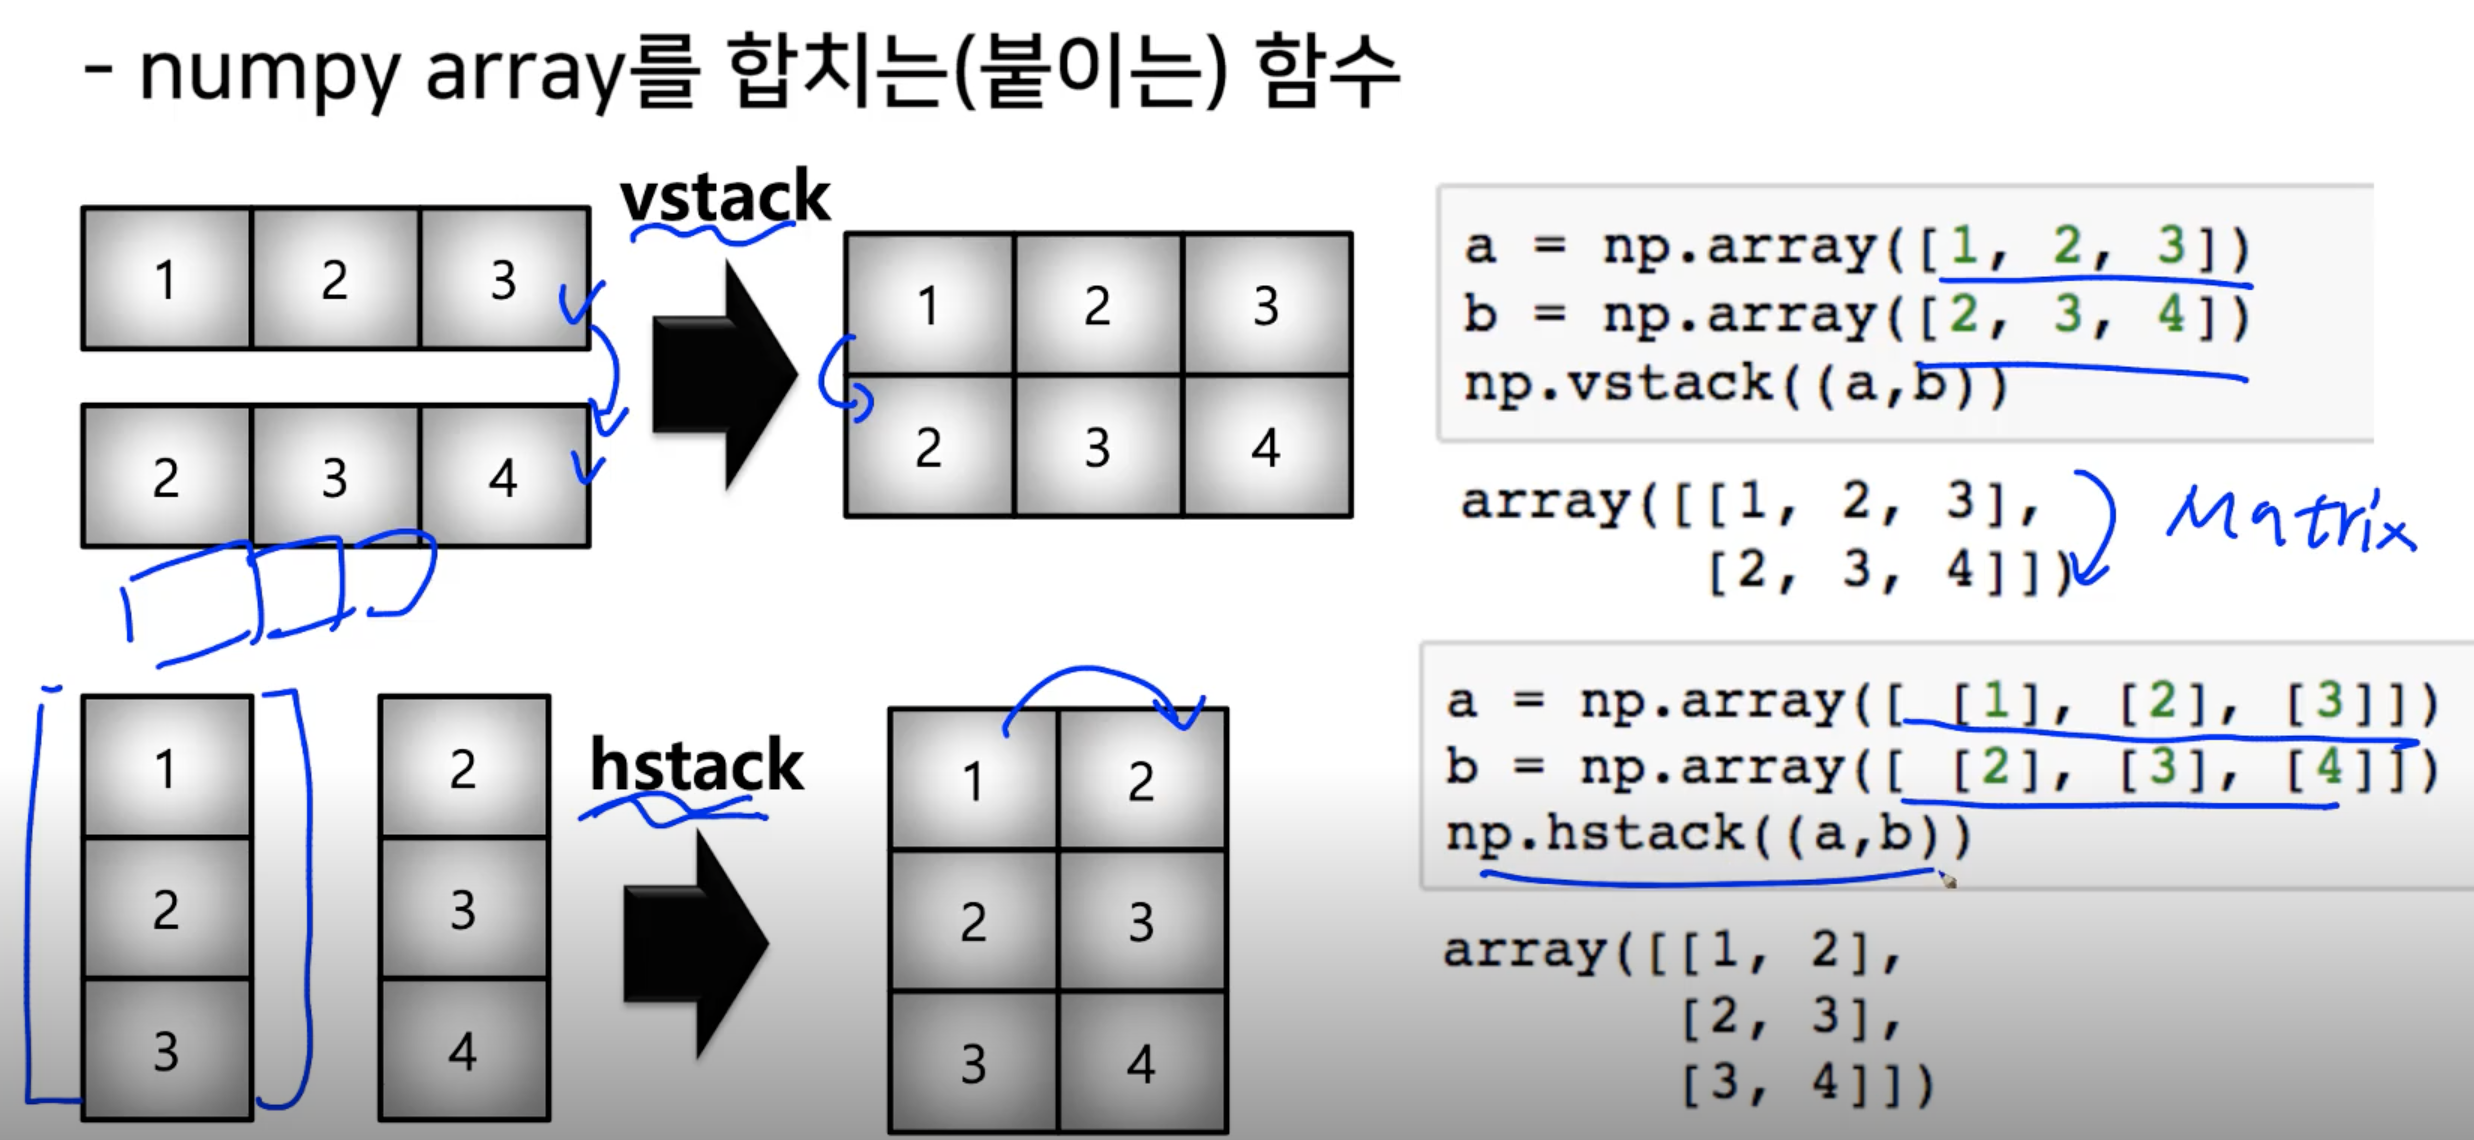 - numpy array를 합치는(붙이는) 함수
vstack
1 2 3
2 3 4
1 2 3
2 3 4
a = np.array([1, 2, 3])
b = np.array([2, 3, 4])
np.vstack((a,b))
array([[1, 2, 3],
[2, 3, 4]])
Matrix
hstack
1
2
3
2
3
4
1 2
2 3
3 4
a = np.array([ [1], [2], [3]])
b = np.array([ [2], [3], [4]])
np.hstack((a,b))
array([[1, 2],
[2, 3],
[3, 4]])